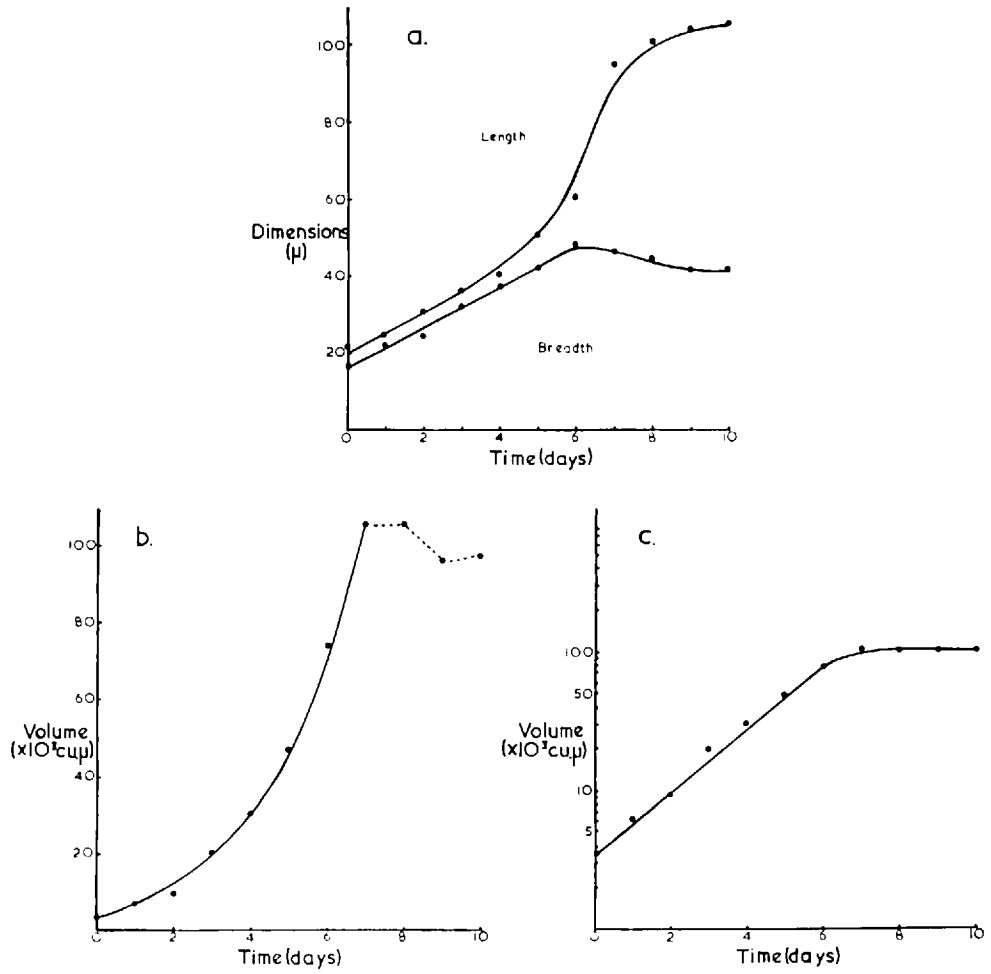 a.
100
80
60
40
20
Dimensions
(μ)
Length
Breadth
0 2 4 6 8 10
Time (days)
b.
100
80
60
40
20
Volume
(×10³cu.μ)
0 2 4 6 8 10
Time (days)
c.
100
50
10
5
Volume
(×10³cu.μ)
0 2 4 6 8 10
Time (days)